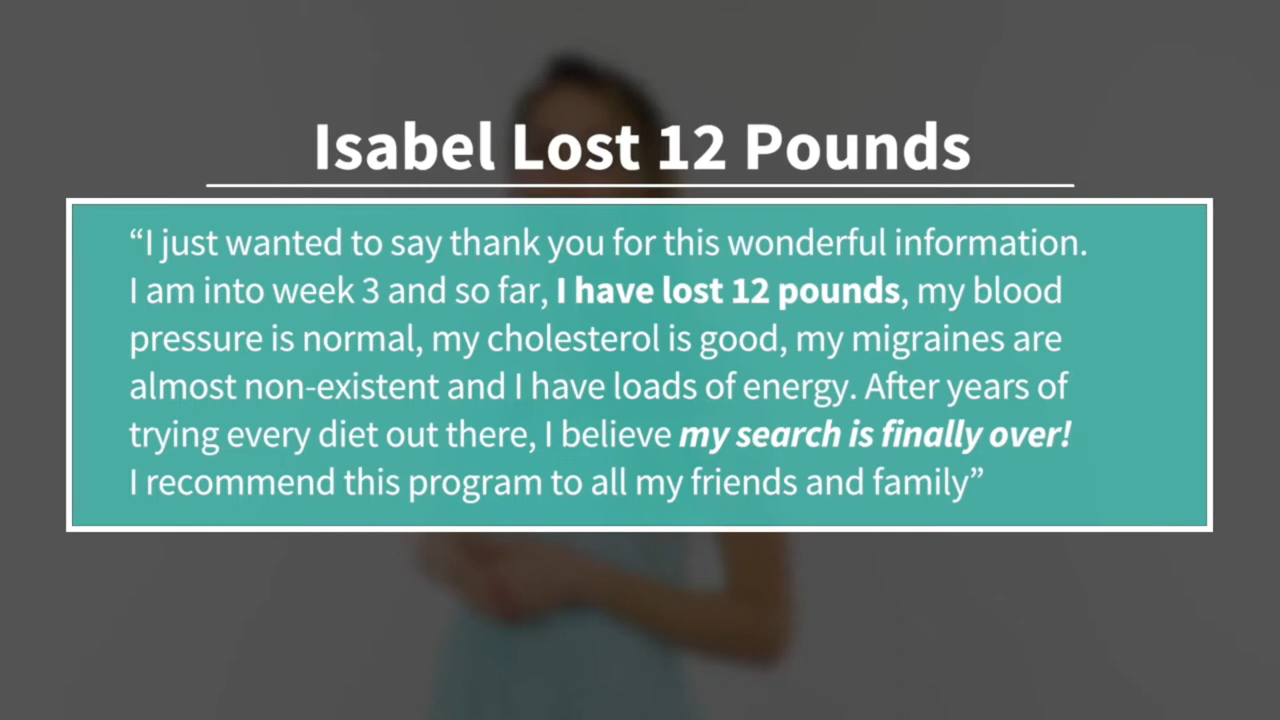 Isabel Lost 12 Pounds
“I just wanted to say thank you for this wonderful information.
I am into week 3 and so far, I have lost 12 pounds, my blood
pressure is normal, my cholesterol is good, my migraines are
almost non-existent and I have loads of energy. After years of
trying every diet out there, I believe my search is finally over!
I recommend this program to all my friends and family”